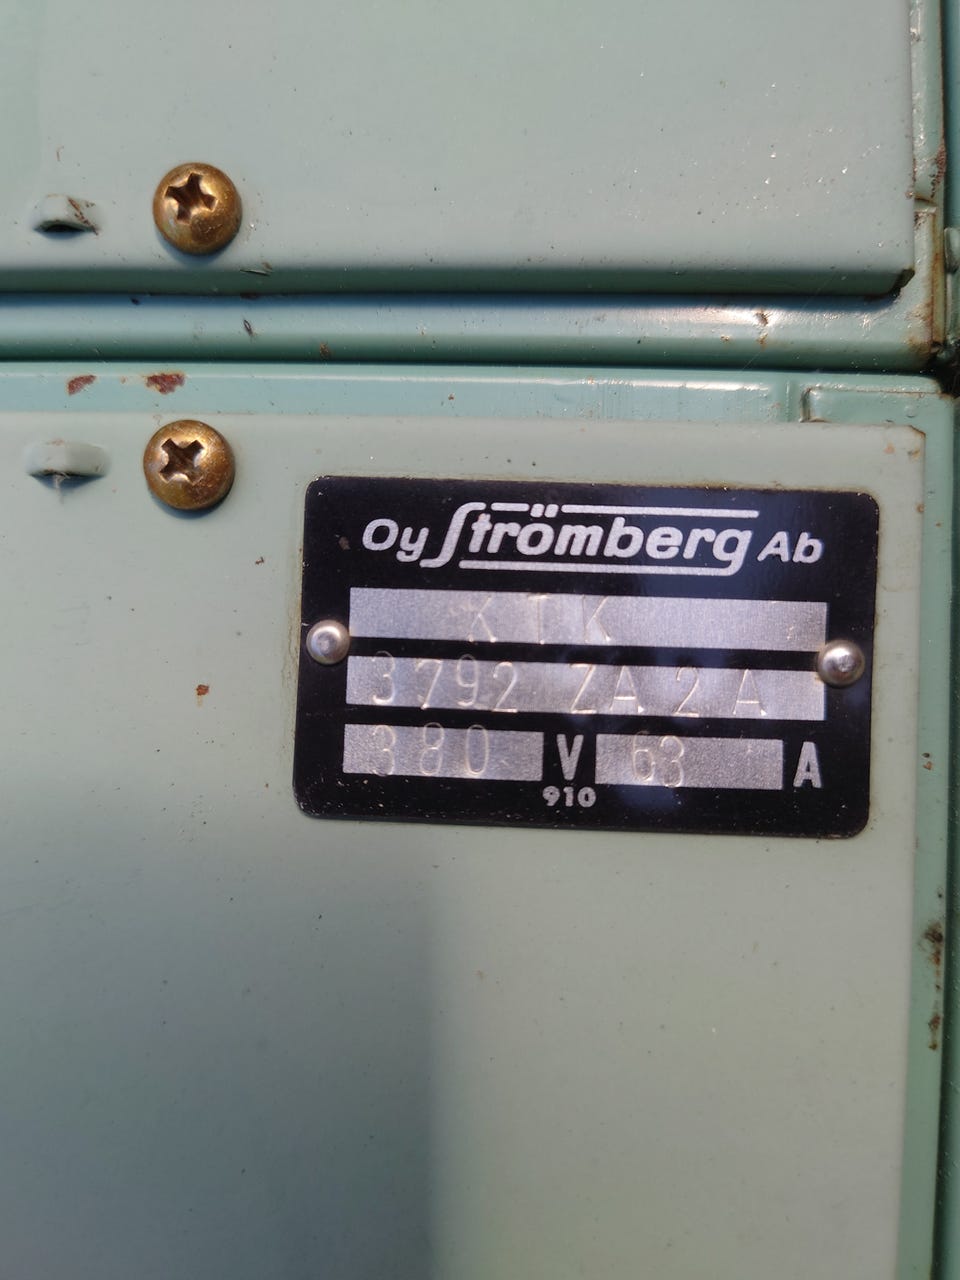 Oy Strömberg Ab
KTK
3792 ZA 2 A
380 V 63 A
910